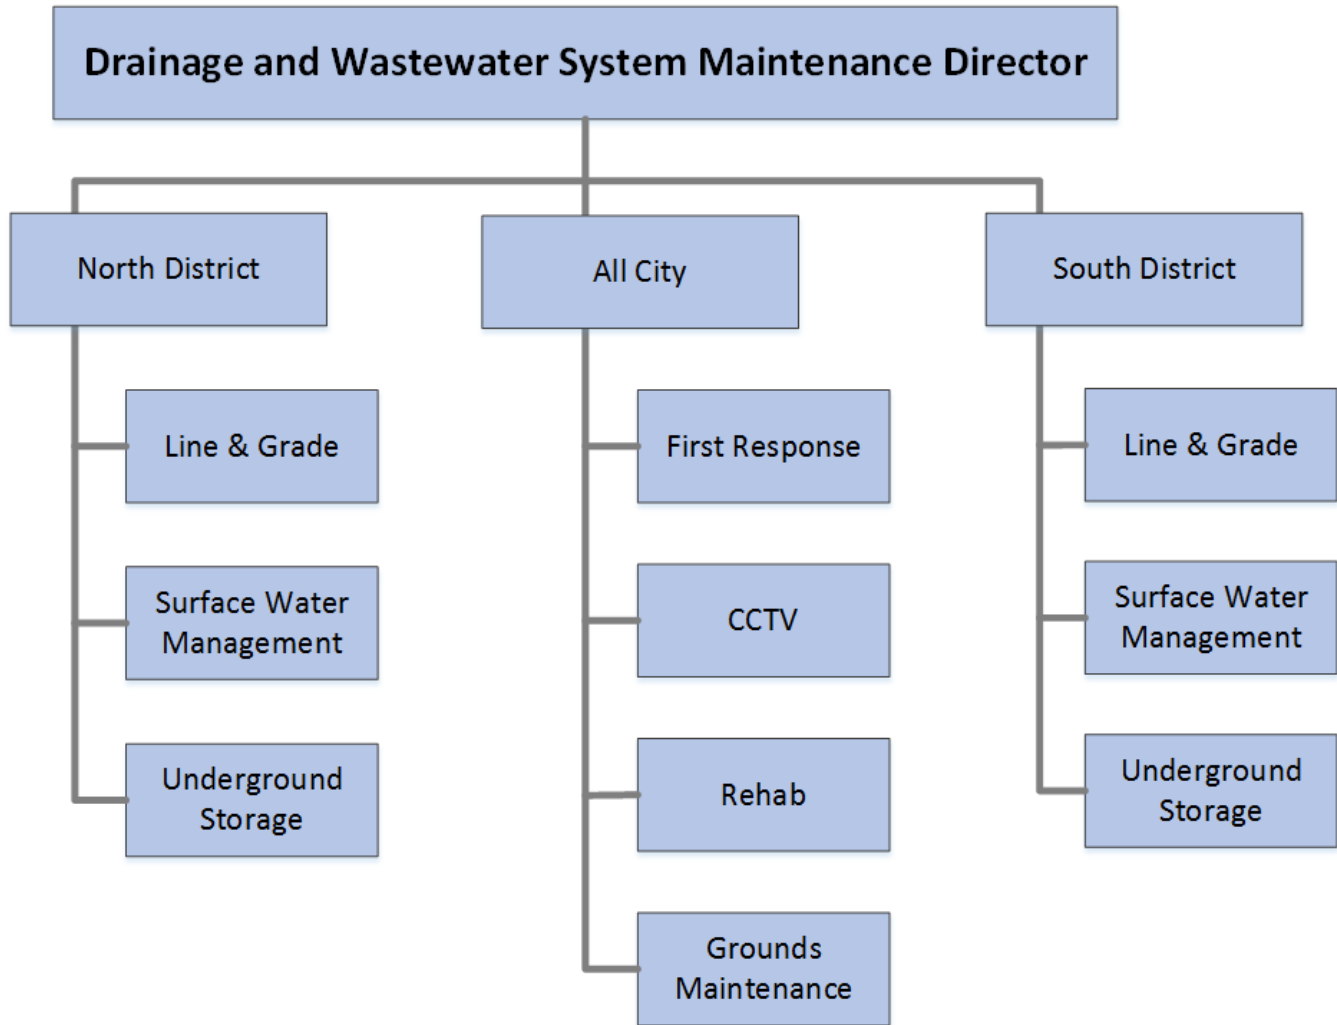 Drainage and Wastewater System Maintenance Director
North District
All City
South District
Line & Grade
First Response
Line & Grade
Surface Water
Management
CCTV
Surface Water
Management
Underground
Storage
Rehab
Underground
Storage
Grounds
Maintenance